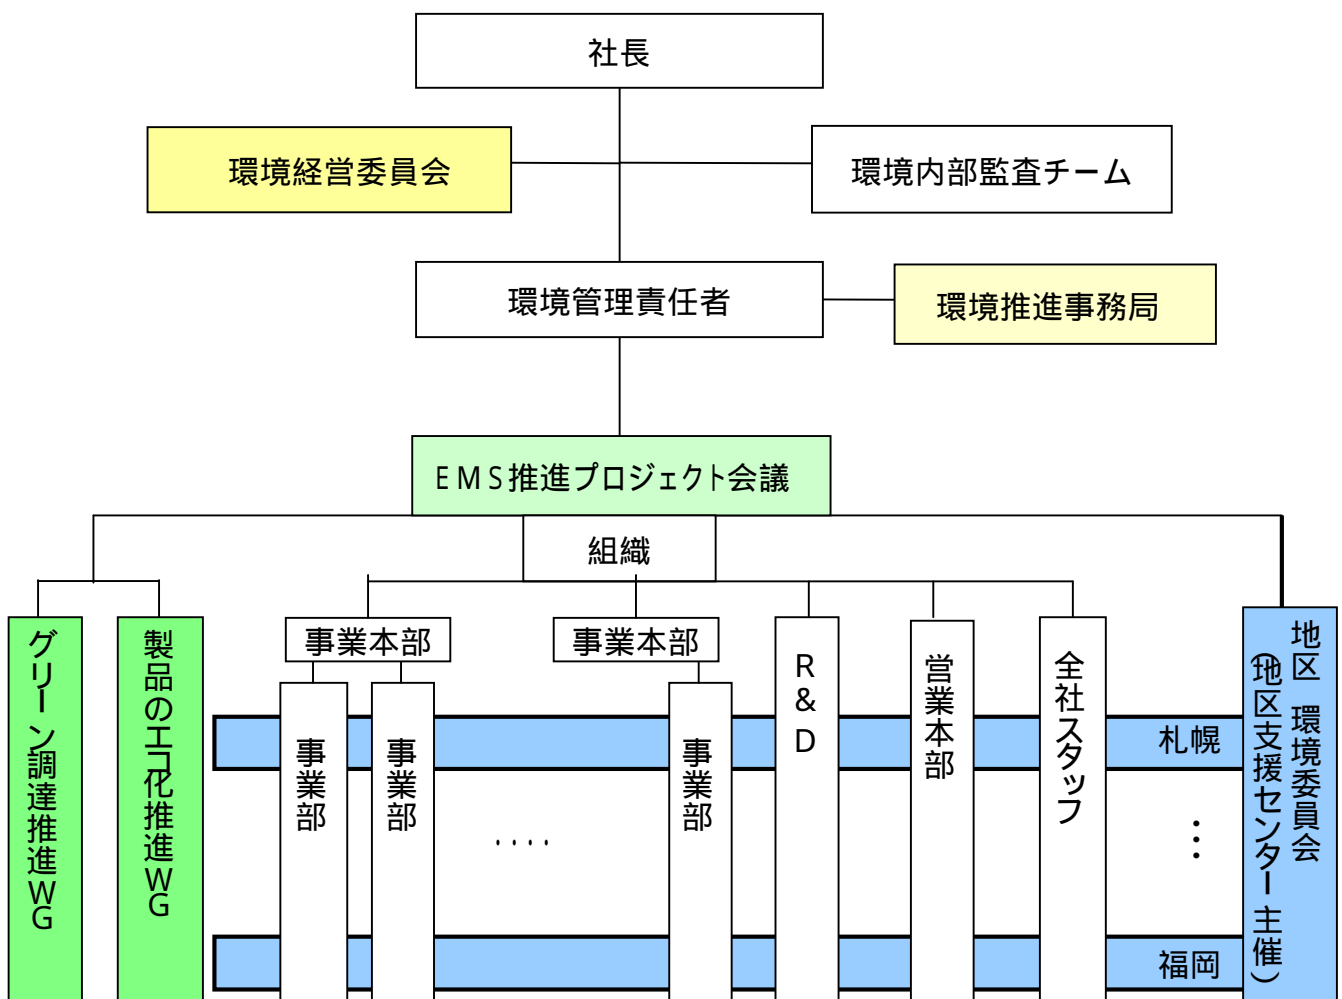 社長
環境経営委員会
環境内部監査チーム
環境管理責任者
環境推進事務局
EMS推進プロジェクト会議
組織
グリーン調達推進WG
製品のエコ化推進WG
事業本部
事業本部
事業部
事業部
‥‥
事業部
R&D
営業本部
全社スタッフ
札幌
⋮
福岡
地区 環境委員会
(地区支援センター主催)